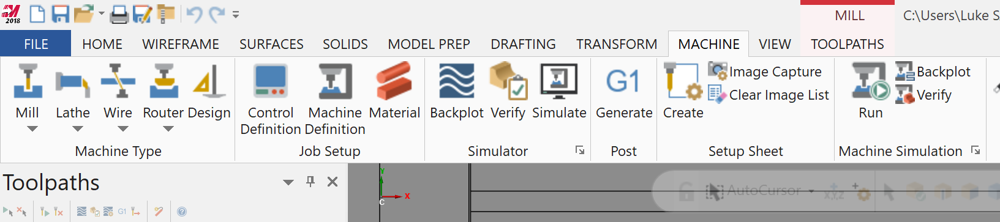 2018
MILL C:\Users\Luke S
FILE HOME WIREFRAME SURFACES SOLIDS MODEL PREP DRAFTING TRANSFORM MACHINE VIEW TOOLPATHS
G1 Image Capture Backplot
Clear Image List Verify
Mill Lathe Wire Router Design Control Machine Material Backplot Verify Simulate Generate Create Run
Definition Definition
Machine Type Job Setup Simulator Post Setup Sheet Machine Simulation
Toolpaths
Y
X
C
AutoCursor
X,Y,Z
G1